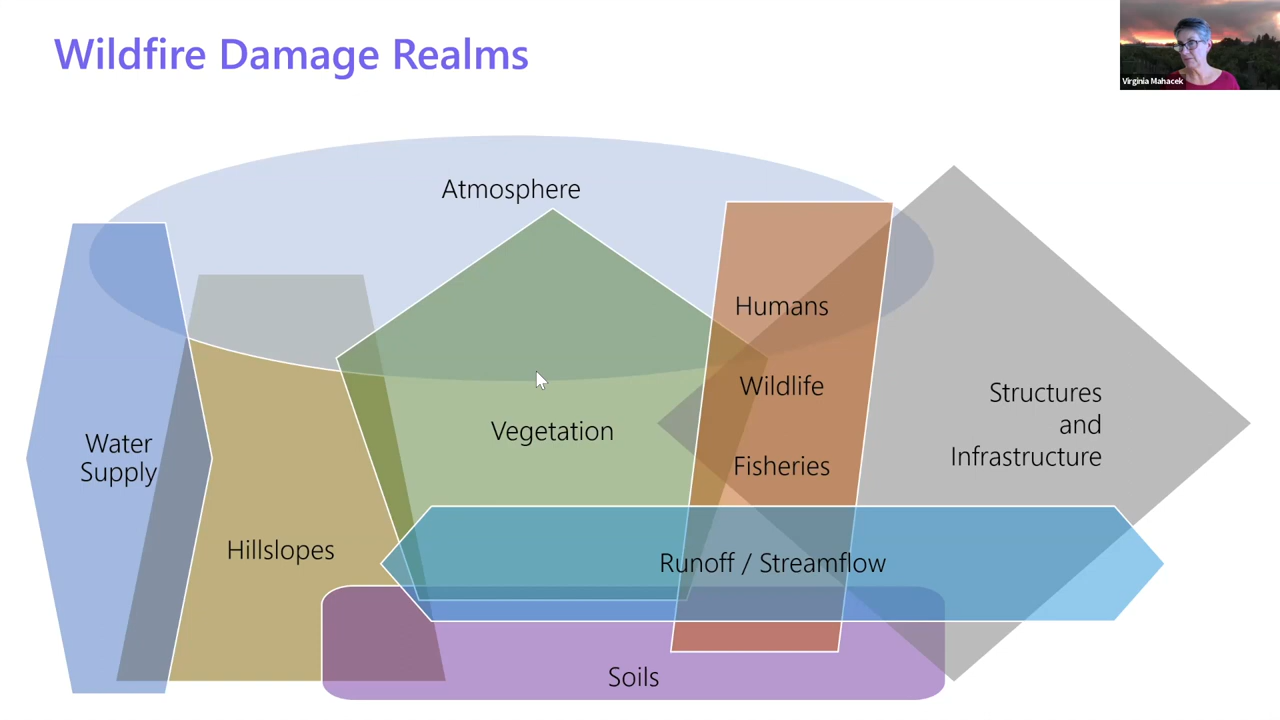 Wildfire Damage Realms
Virginia Mahacek
Atmosphere
Humans
Wildlife
Fisheries
Structures
and
Infrastructure
Vegetation
Water
Supply
Hillslopes
Runoff / Streamflow
Soils